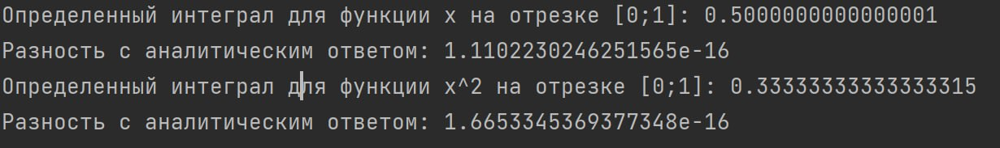 Определенный интеграл для функции x на отрезке [0;1]: 0.5000000000000001
Разность с аналитическим ответом: 1.1102230246251565e-16
Определенный интеграл для функции x^2 на отрезке [0;1]: 0.33333333333333315
Разность с аналитическим ответом: 1.6653345369377348e-16